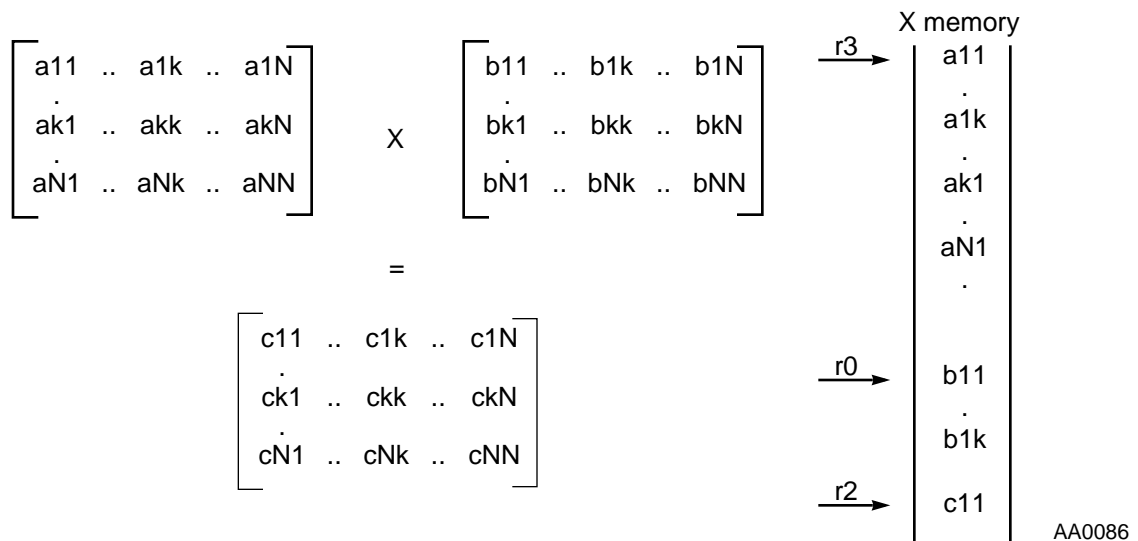 a11 .. a1k .. a1N
.
ak1 .. akk .. akN
.
aN1 .. aNk .. aNN
X
b11 .. b1k .. b1N
.
bk1 .. bkk .. bkN
.
bN1 .. bNk .. bNN
=
c11 .. c1k .. c1N
.
ck1 .. ckk .. ckN
.
cN1 .. cNk .. cNN
X memory
r3
a11
.
a1k
.
ak1
.
aN1
.
r0
b11
.
b1k
r2
c11
AA0086